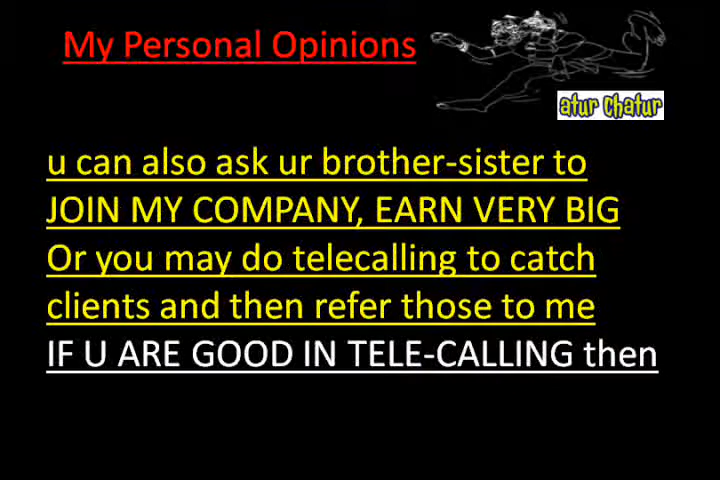 My Personal Opinions
atur chatur
u can also ask ur brother-sister to
JOIN MY COMPANY, EARN VERY BIG
Or you may do telecalling to catch
clients and then refer those to me
IF U ARE GOOD IN TELE-CALLING then